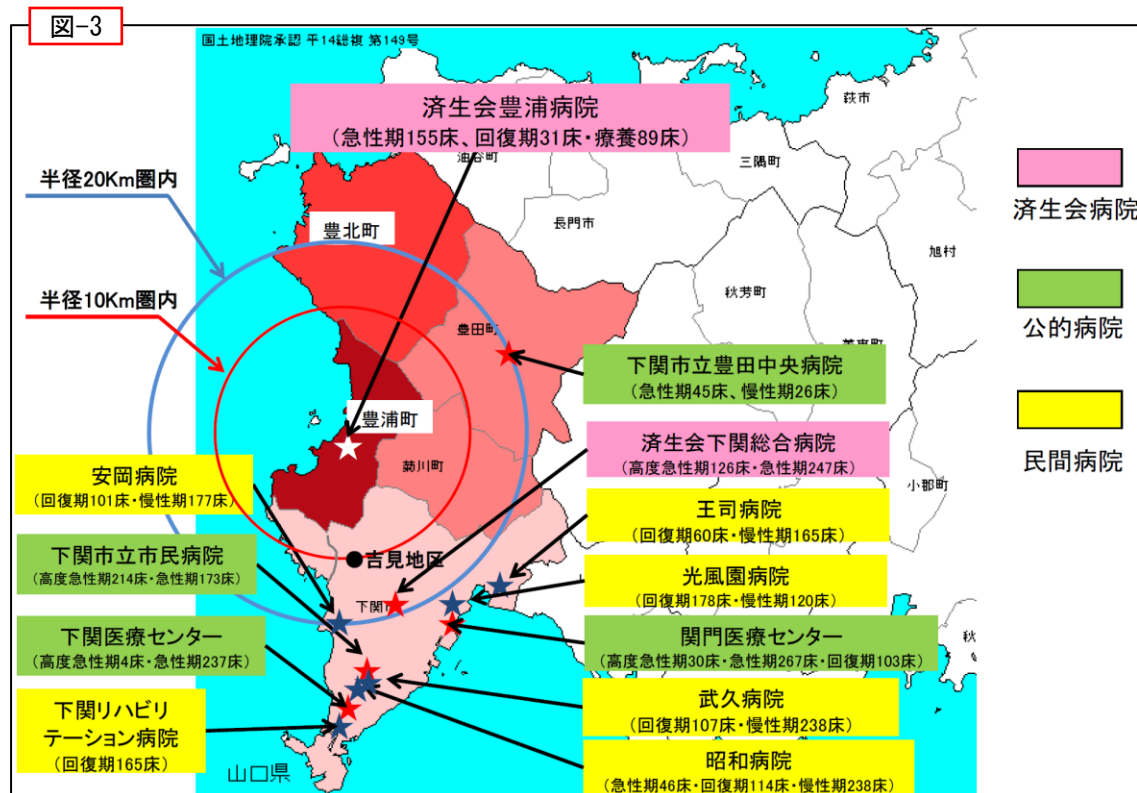 図-3
国土地理院承認 平14総複 第149号
済生会豊浦病院
（急性期155床、回復期31床・療養89床）
萩市
油谷町
三隅町
済生会病院
半径20Km圏内
長門市
旭村
豊北町
秋芳町
公的病院
半径10Km圏内
豊田町
美東町
下関市立豊田中央病院
（急性期45床、慢性期26床）
豊浦町
民間病院
菊川町
済生会下関総合病院
（高度急性期126床・急性期247床）
小郡町
安岡病院
（回復期101床・慢性期177床）
王司病院
（回復期60床・慢性期165床）
吉見地区
下関市立市民病院
（高度急性期214床・急性期173床）
光風園病院
（回復期178床・慢性期120床）
下関
下関医療センター
（高度急性期4床・急性期237床）
関門医療センター
（高度急性期30床・急性期267床・回復期103床）
秋
武久病院
（回復期107床・慢性期238床）
下関リハビリ
テーション病院
（回復期165床）
昭和病院
（急性期46床・回復期114床・慢性期238床）
山口県